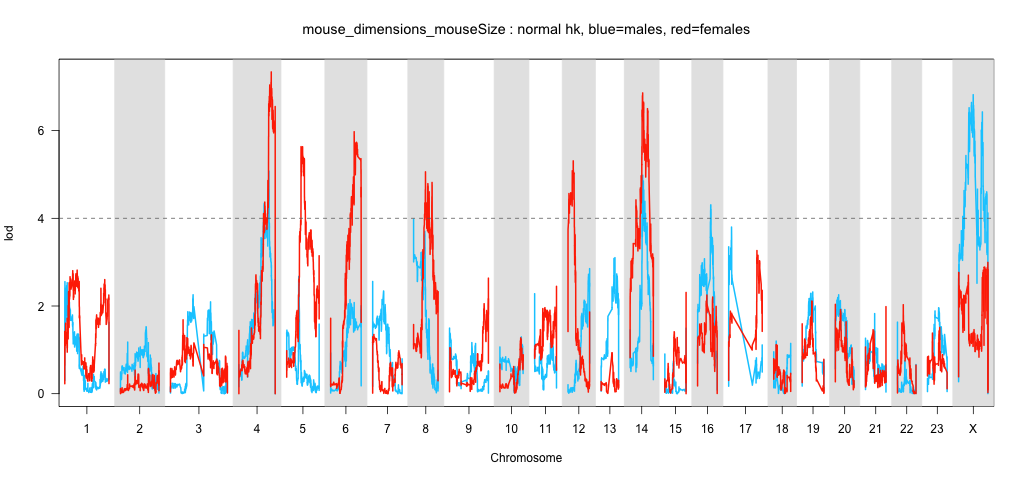 mouse_dimensions_mouseSize : normal hk, blue=males, red=females
lod
6
4
2
0
1 2 3 4 5 6 7 8 9 10 11 12 13 14 15 16 17 18 19 20 21 22 23 X
Chromosome